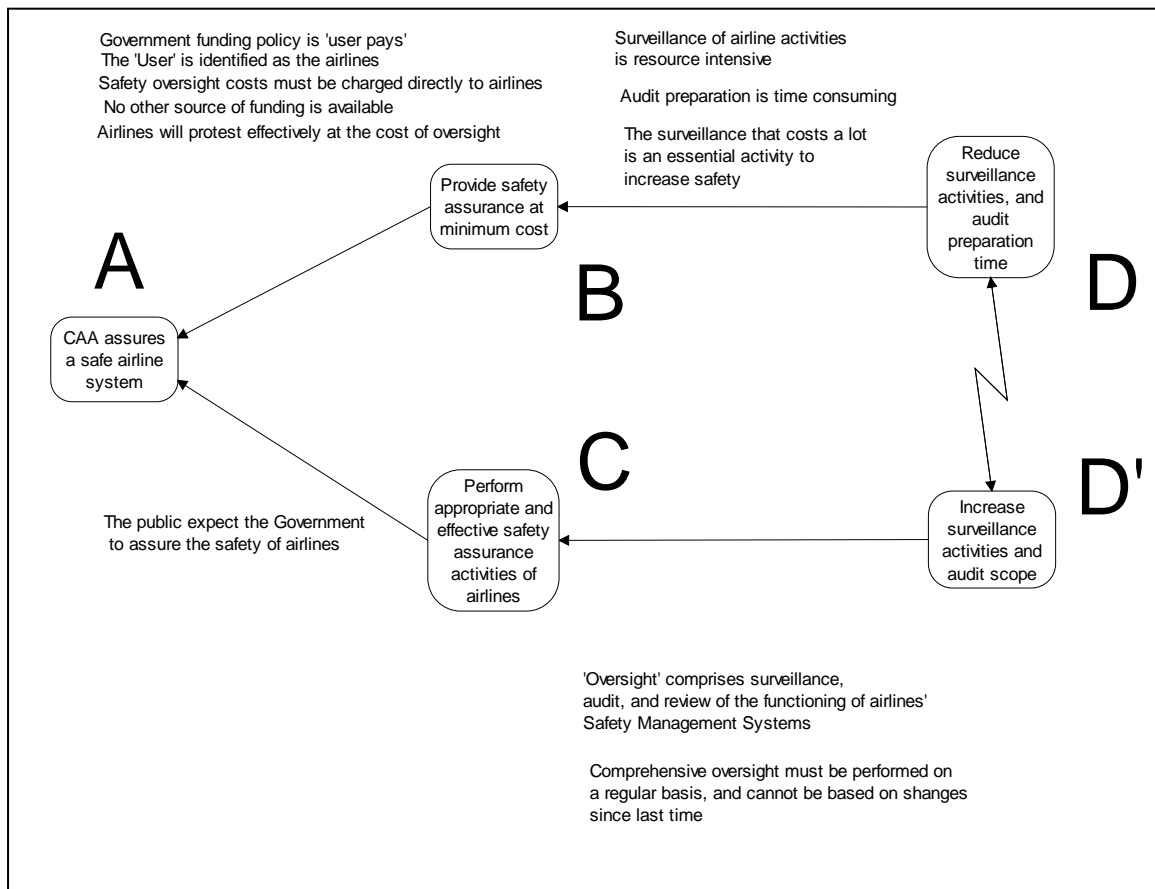 Government funding policy is 'user pays'
The 'User' is identified as the airlines
Safety oversight costs must be charged directly to airlines
No other source of funding is available
Airlines will protest effectively at the cost of oversight
Surveillance of airline activities
is resource intensive
Audit preparation is time consuming
The surveillance that costs a lot
is an essential activity to
increase safety
Reduce
surveillance
activities, and
audit
preparation
time
Provide safety
assurance at
minimum cost
A
B
D
CAA assures
a safe airline
system
C
D'
Perform
appropriate and
effective safety
assurance
activities of
airlines
Increase
surveillance
activities and
audit scope
The public expect the Government
to assure the safety of airlines
'Oversight' comprises surveillance,
audit, and review of the functioning of airlines'
Safety Management Systems
Comprehensive oversight must be performed on
a regular basis, and cannot be based on changes
since last time